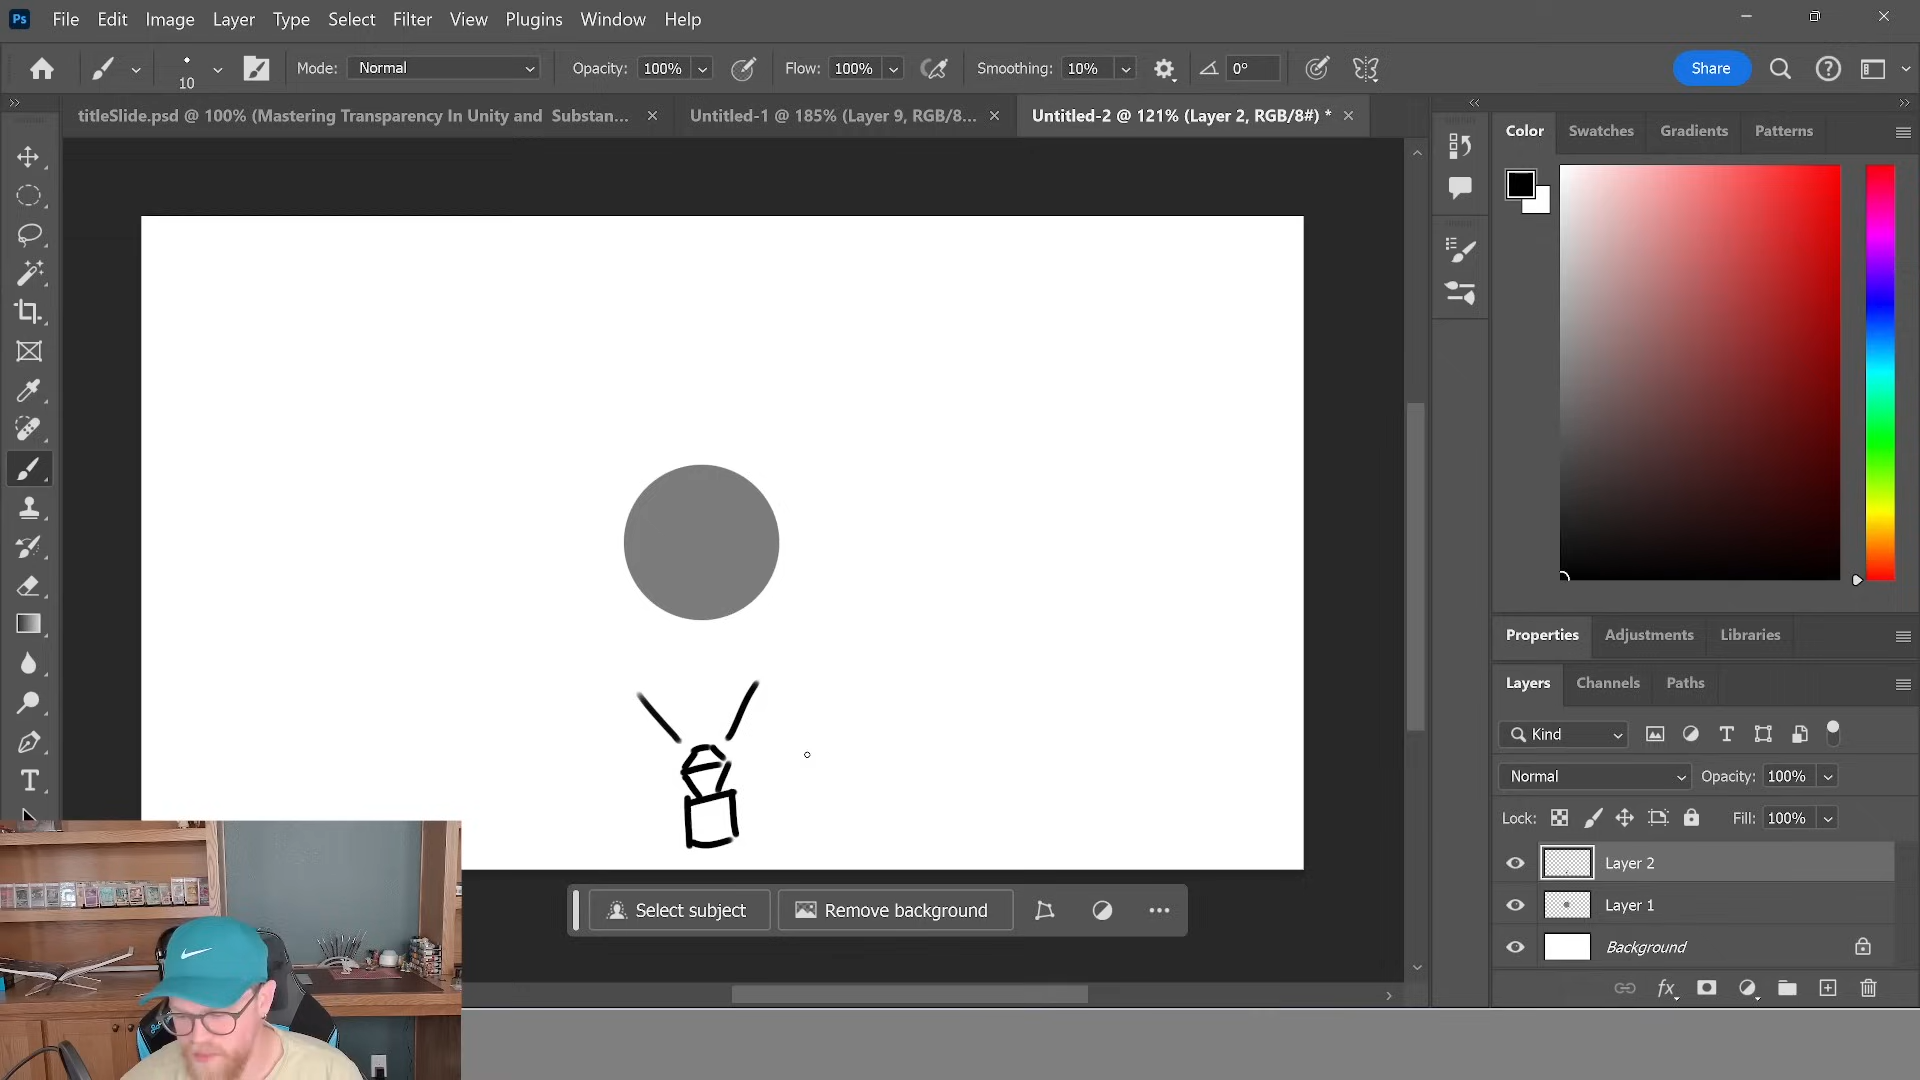 Ps File Edit Image Layer Type Select Filter View Plugins Window Help
10 Mode: Normal Opacity: 100% Flow: 100% Smoothing: 10% 0° Share
titleSlide.psd @ 100% (Mastering Transparency In Unity and Substan... Untitled-1 @ 185% (Layer 9, RGB/8... Untitled-2 @ 121% (Layer 2, RGB/8#) *
Color Swatches Gradients Patterns
Properties Adjustments Libraries
Layers Channels Paths
Kind
Normal Opacity: 100%
Lock: Fill: 100%
Layer 2
Layer 1
Background
Select subject Remove background
fx